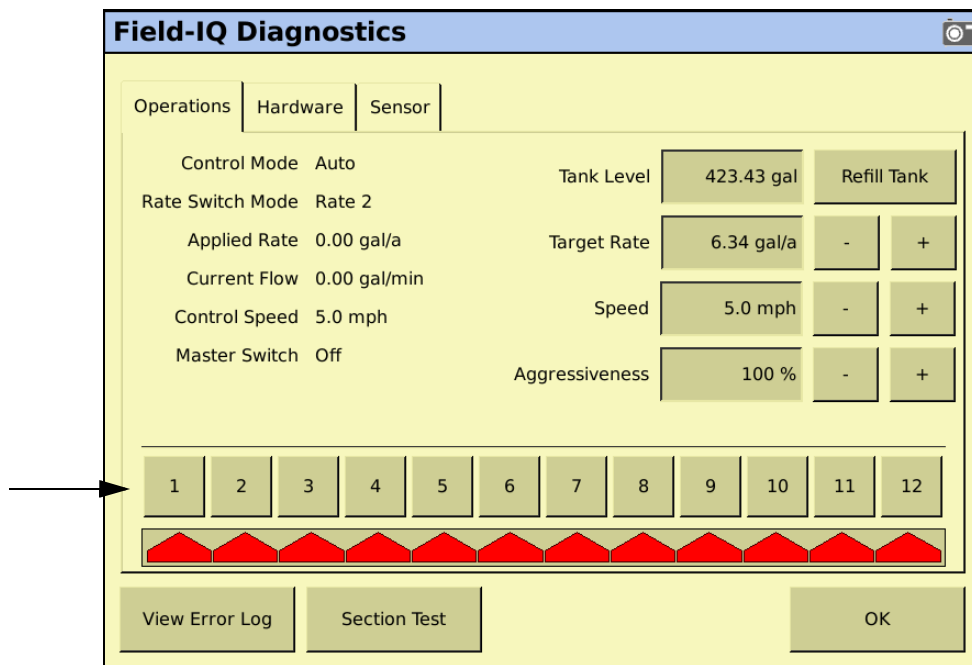 Field-IQ Diagnostics
Operations Hardware Sensor
Control Mode Auto
Rate Switch Mode Rate 2
Applied Rate 0.00 gal/a
Current Flow 0.00 gal/min
Control Speed 5.0 mph
Master Switch Off
Tank Level 423.43 gal Refill Tank
Target Rate 6.34 gal/a - +
Speed 5.0 mph - +
Aggressiveness 100 % - +
1 2 3 4 5 6 7 8 9 10 11 12
View Error Log Section Test OK